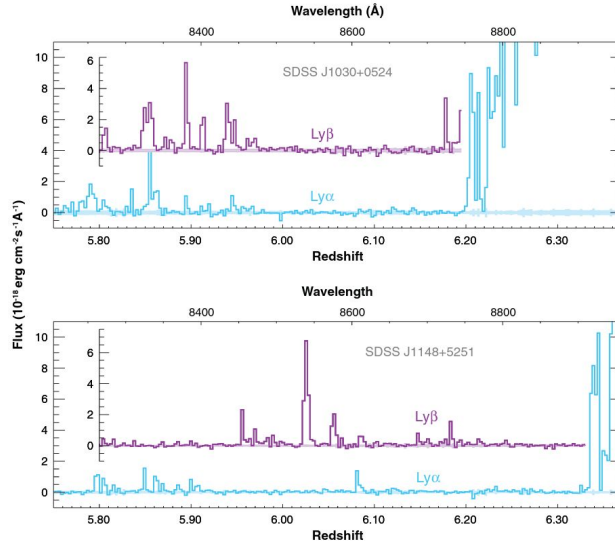 Wavelength (Å)
8400 8600 8800
10
8
6
4
2
0
6
4
2
0
SDSS J1030+0524
Lyβ
Lyα
5.80 5.90 6.00 6.10 6.20 6.30
Redshift
Flux (10⁻¹⁸ erg cm⁻²s⁻¹A⁻¹)
Wavelength
8400 8600 8800
10
8
6
4
2
0
6
4
2
0
SDSS J1148+5251
Lyβ
Lyα
5.80 5.90 6.00 6.10 6.20 6.30
Redshift